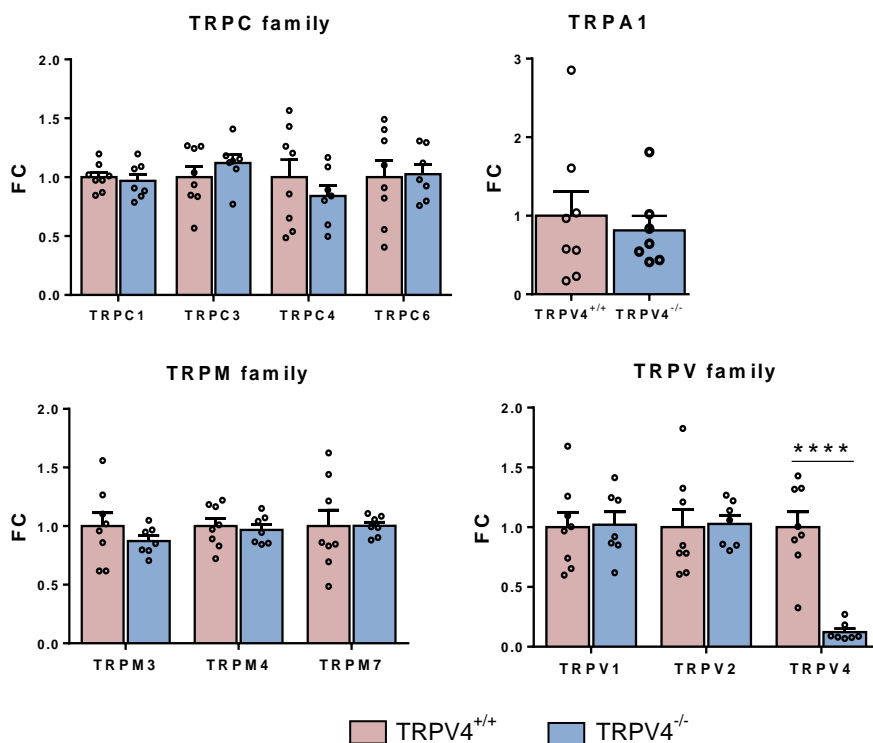 TRPC family
FC
2.0
1.5
1.0
0.5
0.0
TRPC1 TRPC3 TRPC4 TRPC6
TRPA1
FC
3
2
1
0
TRPV4+/+ TRPV4-/-
TRPM family
FC
2.0
1.5
1.0
0.5
0.0
TRPM3 TRPM4 TRPM7
TRPV family
FC
2.0
1.5
1.0
0.5
0.0
****
TRPV1 TRPV2 TRPV4
TRPV4+/+ TRPV4-/-